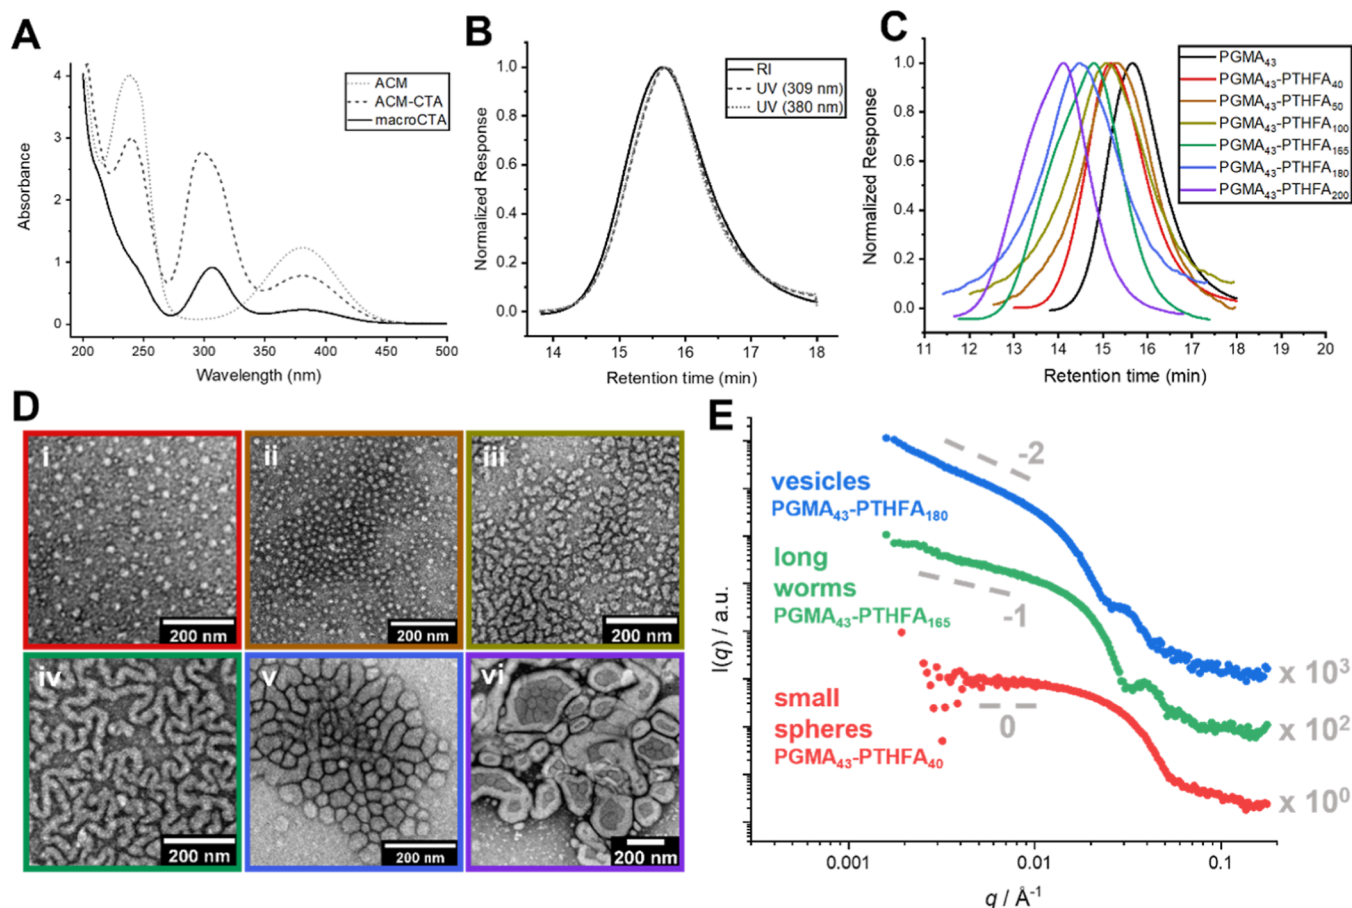 A
Absorbance
4
3
2
1
0
ACM
ACM-CTA
macroCTA
200 250 300 350 400 450 500
Wavelength (nm)
B
Normalized Response
1.0
0.8
0.6
0.4
0.2
0.0
RI
UV (309 nm)
UV (380 nm)
14 15 16 17 18
Retention time (min)
C
Normalized Response
1.0
0.8
0.6
0.4
0.2
0.0
PGMA43
PGMA43-PTHFA40
PGMA43-PTHFA50
PGMA43-PTHFA100
PGMA43-PTHFA165
PGMA43-PTHFA180
PGMA43-PTHFA200
11 12 13 14 15 16 17 18 19 20
Retention time (min)
D
i
200 nm
ii
200 nm
iii
200 nm
iv
200 nm
v
200 nm
vi
200 nm
E
I(q) / a.u.
-2
vesicles
PGMA43-PTHFA180
long
worms
PGMA43-PTHFA165
-1
small
spheres
PGMA43-PTHFA40
0
x 10³
x 10²
x 10⁰
0.001 0.01 0.1
q / Å-1